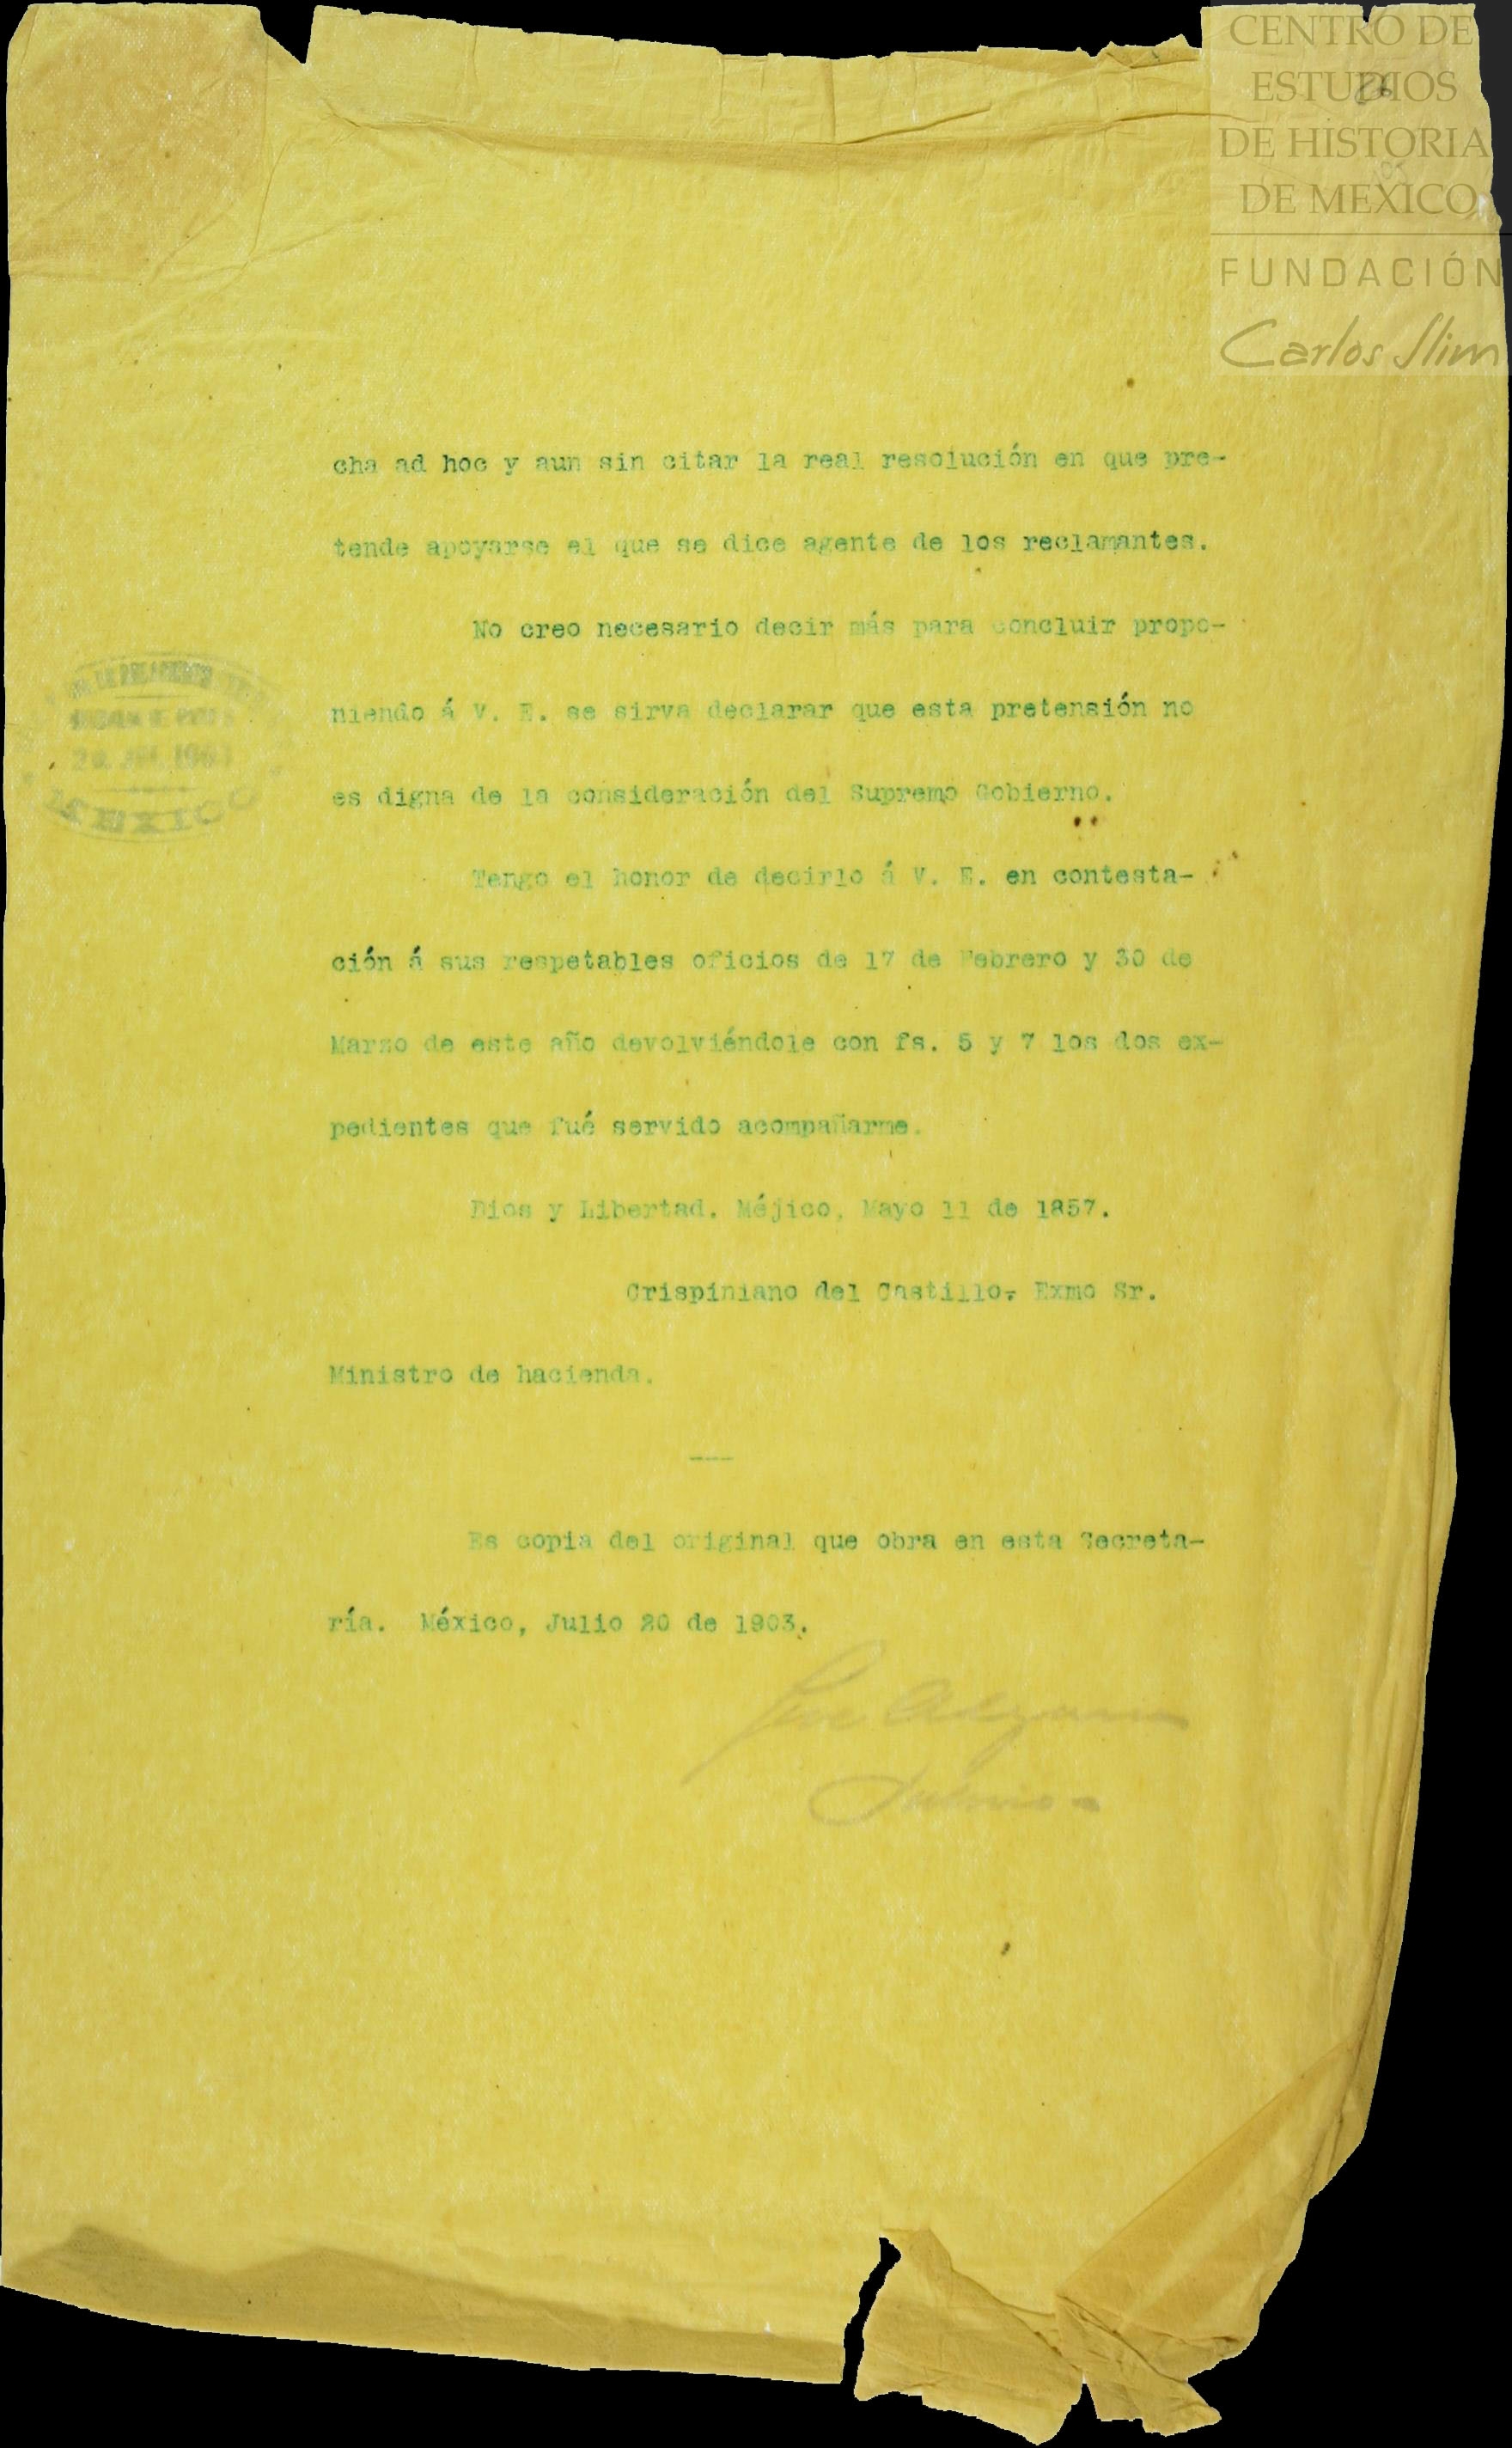 CENTRO DE
ESTUDIOS
DE HISTORIA
DE MEXICO
FUNDACIÓN
Carlos Slim
cha ad hoc y aun sin citar la real resolución en que pre-
tende apoyarse el que se dice agente de los reclamantes.
No creo necesario decir más para concluir propo-
niendo á V. E. se sirva declarar que esta pretensión no
es digna de la consideración del Supremo Gobierno.
Tengo el honor de decirlo á V. E. en contesta-
ción á sus respetables oficios de 17 de Febrero y 30 de
Marzo de este año devolviéndole con fs. 5 y 7 los dos ex-
pedientes que fué servido acompañarme.
Dios y Libertad. Méjico, Mayo 11 de 1857.
Crispiniano del Castillo. Exmo Sr.
Ministro de hacienda.
---
Es copia del original que obra en esta Secreta-
ría. México, Julio 20 de 1903.
MEXICO